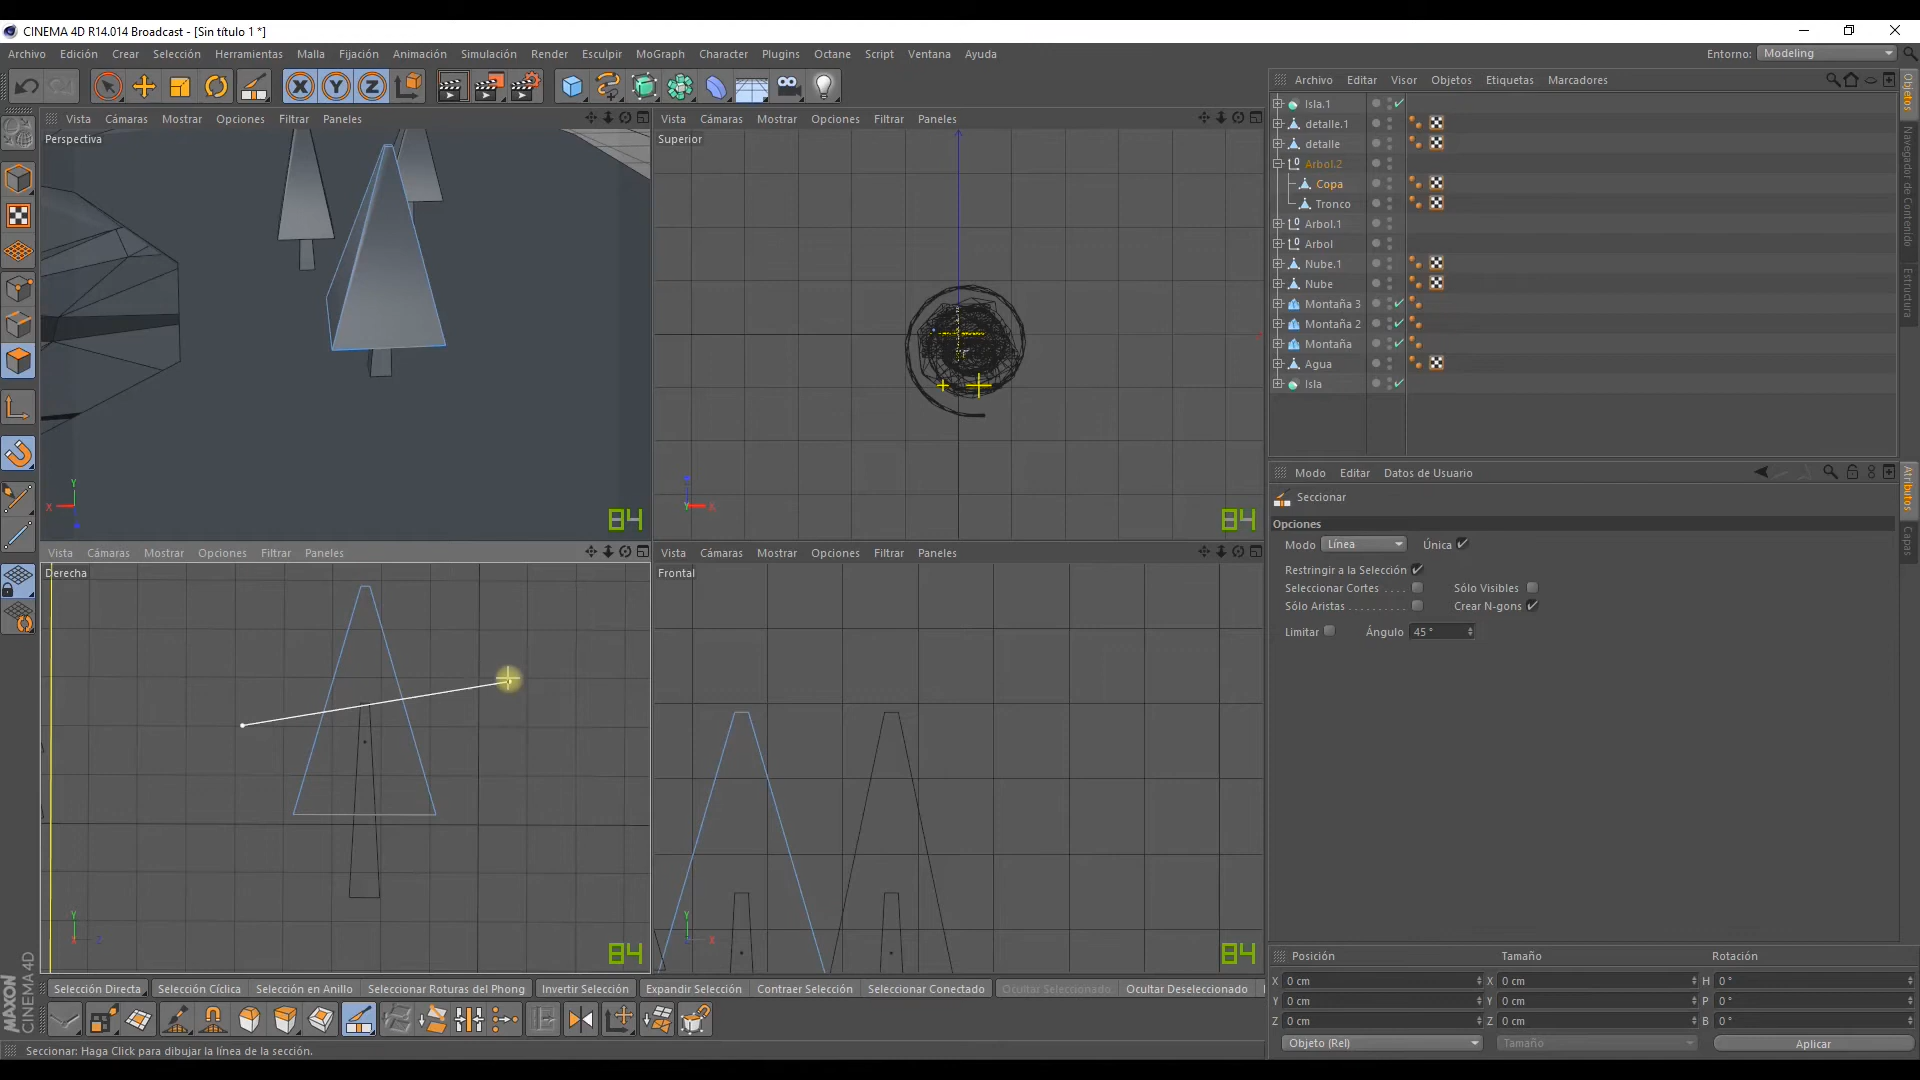 CINEMA 4D R14.014 Broadcast - [Sin título 1 *]
Archivo Edición Crear Selección Herramientas Malla Fijación Animación Simulación Render Esculpir MoGraph Character Plugins Octane Script Ventana Ayuda
Entorno: Modeling
Vista Cámaras Mostrar Opciones Filtrar Paneles
Perspectiva
Y
X
84
Vista Cámaras Mostrar Opciones Filtrar Paneles
Superior
Y X
84
Vista Cámaras Mostrar Opciones Filtrar Paneles
Derecha
Y
X Z
84
Vista Cámaras Mostrar Opciones Filtrar Paneles
Frontal
Y
X
84
Archivo Editar Visor Objetos Etiquetas Marcadores
Isla.1
detalle.1
detalle
Arbol.2
Copa
Tronco
Arbol.1
Arbol
Nube.1
Nube
Montaña 3
Montaña 2
Montaña
Agua
Isla
Objetos
Navegador de Contenido
Estructura
Modo Editar Datos de Usuario
Seccionar
Opciones
Modo Línea Única
Restringir a la Selección
Seleccionar Cortes Sólo Visibles
Sólo Aristas Crear N-gons
Limitar Ángulo 45 °
Atributos
Capas
Posición Tamaño Rotación
X 0 cm X 0 cm H 0 °
Y 0 cm Y 0 cm P 0 °
Z 0 cm Z 0 cm B 0 °
Objeto (Rel) Tamaño Aplicar
Selección Directa Selección Cíclica Selección en Anillo Seleccionar Roturas del Phong Invertir Selección Expandir Selección Contraer Selección Seleccionar Conectado Ocultar Seleccionado Ocultar Deseleccionado
MAXON
CINEMA 4D
Seccionar: Haga Click para dibujar la línea de la sección.